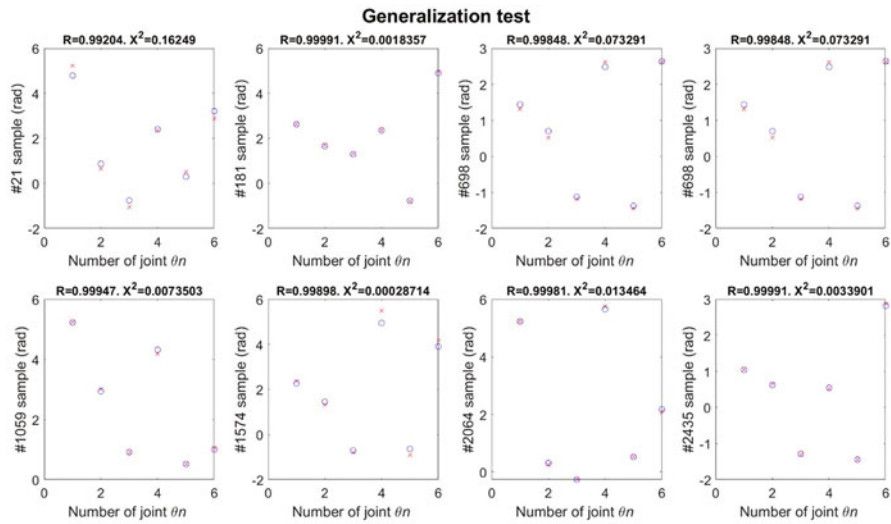 Generalization test
R=0.99204. X²=0.16249
R=0.99991. X²=0.0018357
R=0.99848. X²=0.073291
R=0.99848. X²=0.073291
#21 sample (rad)
6
4
2
0
-2
0 2 4 6
Number of joint θn
#181 sample (rad)
6
4
2
0
-2
0 2 4 6
Number of joint θn
#698 sample (rad)
3
2
1
0
-1
-2
0 2 4 6
Number of joint θn
#698 sample (rad)
3
2
1
0
-1
-2
0 2 4 6
Number of joint θn
R=0.99947. X²=0.0073503
R=0.99898. X²=0.00028714
R=0.99981. X²=0.013464
R=0.99991. X²=0.0033901
#1059 sample (rad)
6
4
2
0
0 2 4 6
Number of joint θn
#1574 sample (rad)
6
4
2
0
-2
0 2 4 6
Number of joint θn
#2064 sample (rad)
6
4
2
0
0 2 4 6
Number of joint θn
#2435 sample (rad)
3
2
1
0
-1
-2
0 2 4 6
Number of joint θn